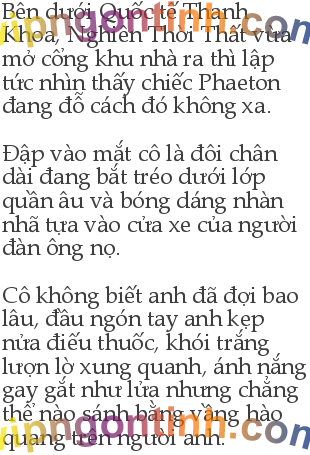 Bên dưới Quốc tế Thanh
Khoa, Nghiên Thời Thất vừa
mở cổng khu nhà ra thì lập
tức nhìn thấy chiếc Phaeton
đang đỗ cách đó không xa.
Đập vào mắt cô là đôi chân
dài đang bắt tréo dưới lớp
quần âu và bóng dáng nhàn
nhã tựa vào cửa xe của người
đàn ông nọ.
Cô không biết anh đã đợi bao
lâu, đầu ngón tay anh kẹp
nửa điếu thuốc, khói trắng
lượn lờ xung quanh, ánh nắng
gay gắt như lửa nhưng chẳng
thể nào sánh bằng vầng hào
quang trên người anh.
vipngontinh.com
vipngontinh.com